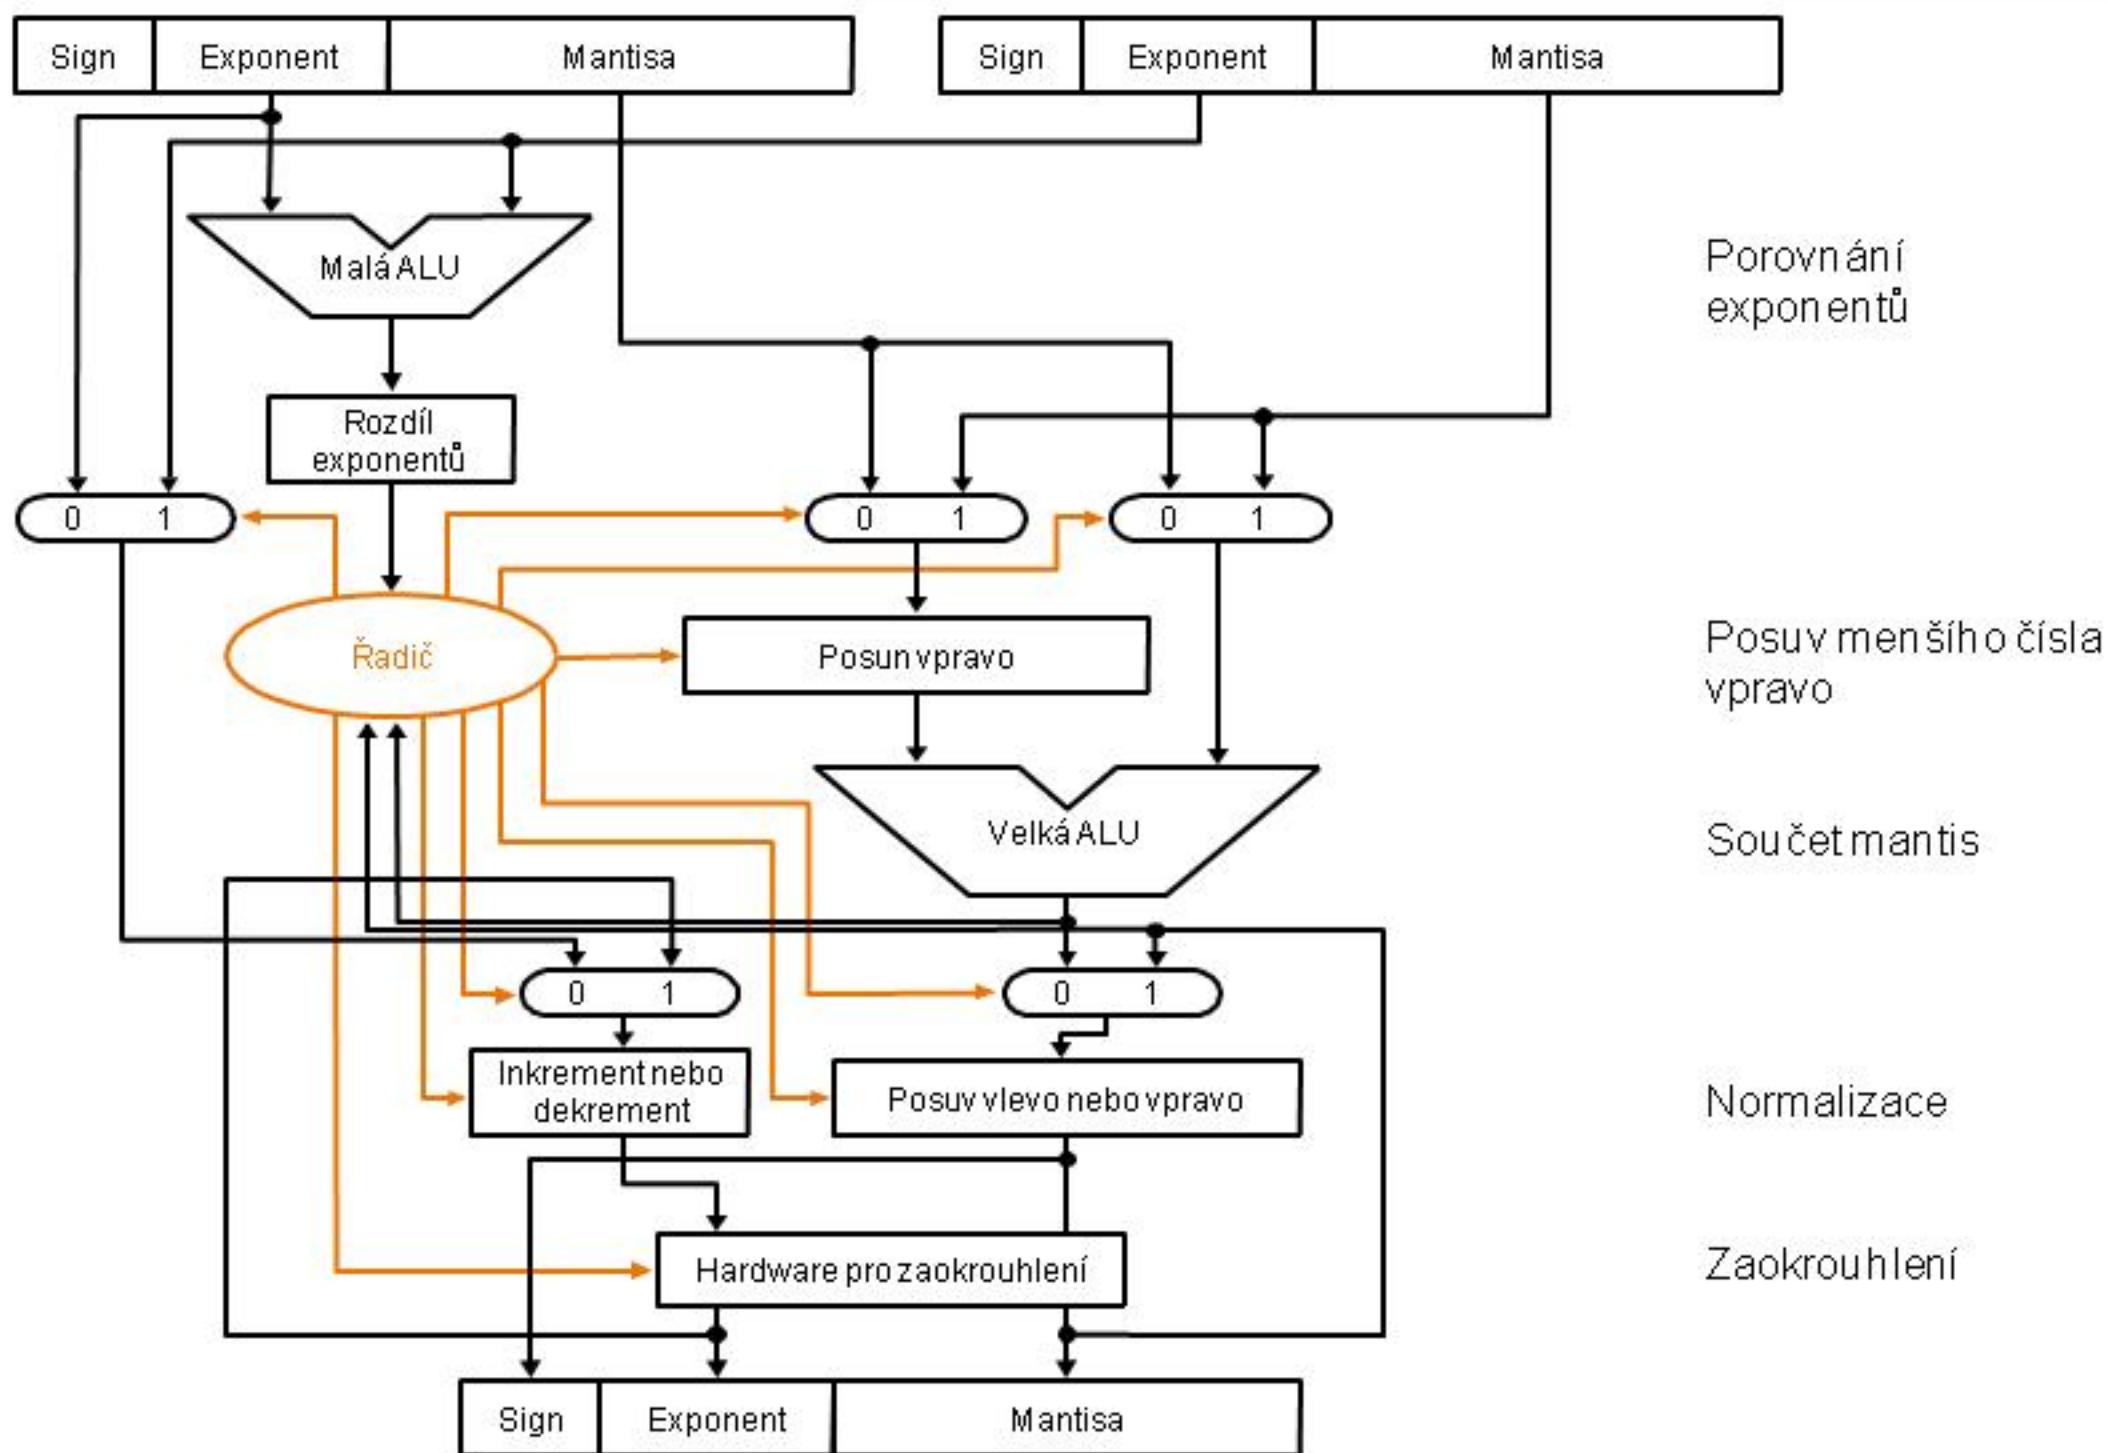 Sign Exponent Mantisa Sign Exponent Mantisa
Malá ALU
Porovnání
exponentů
Rozdíl
exponentů
0 1
0 1
0 1
Řadič
Posun vpravo
Posuv menšího čísla
vpravo
Velká ALU
Součet mantis
0 1
0 1
Inkrement nebo
dekrement
Posuv vlevo nebo vpravo
Normalizace
Hardware pro zaokrouhlení
Zaokrouhlení
Sign Exponent Mantisa